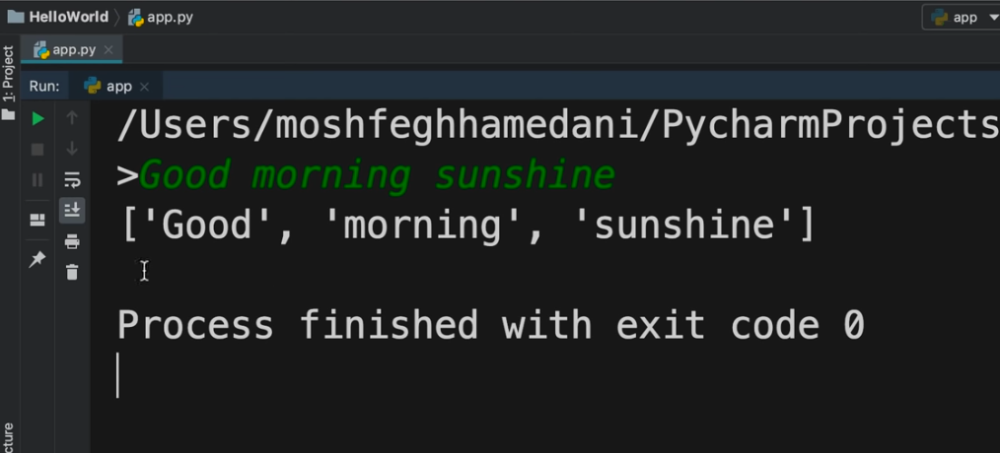 HelloWorld app.py app
app.py
1: Project
Run: app
/Users/moshfeghhamedani/PycharmProjects
>Good morning sunshine
['Good', 'morning', 'sunshine']
Process finished with exit code 0
cture